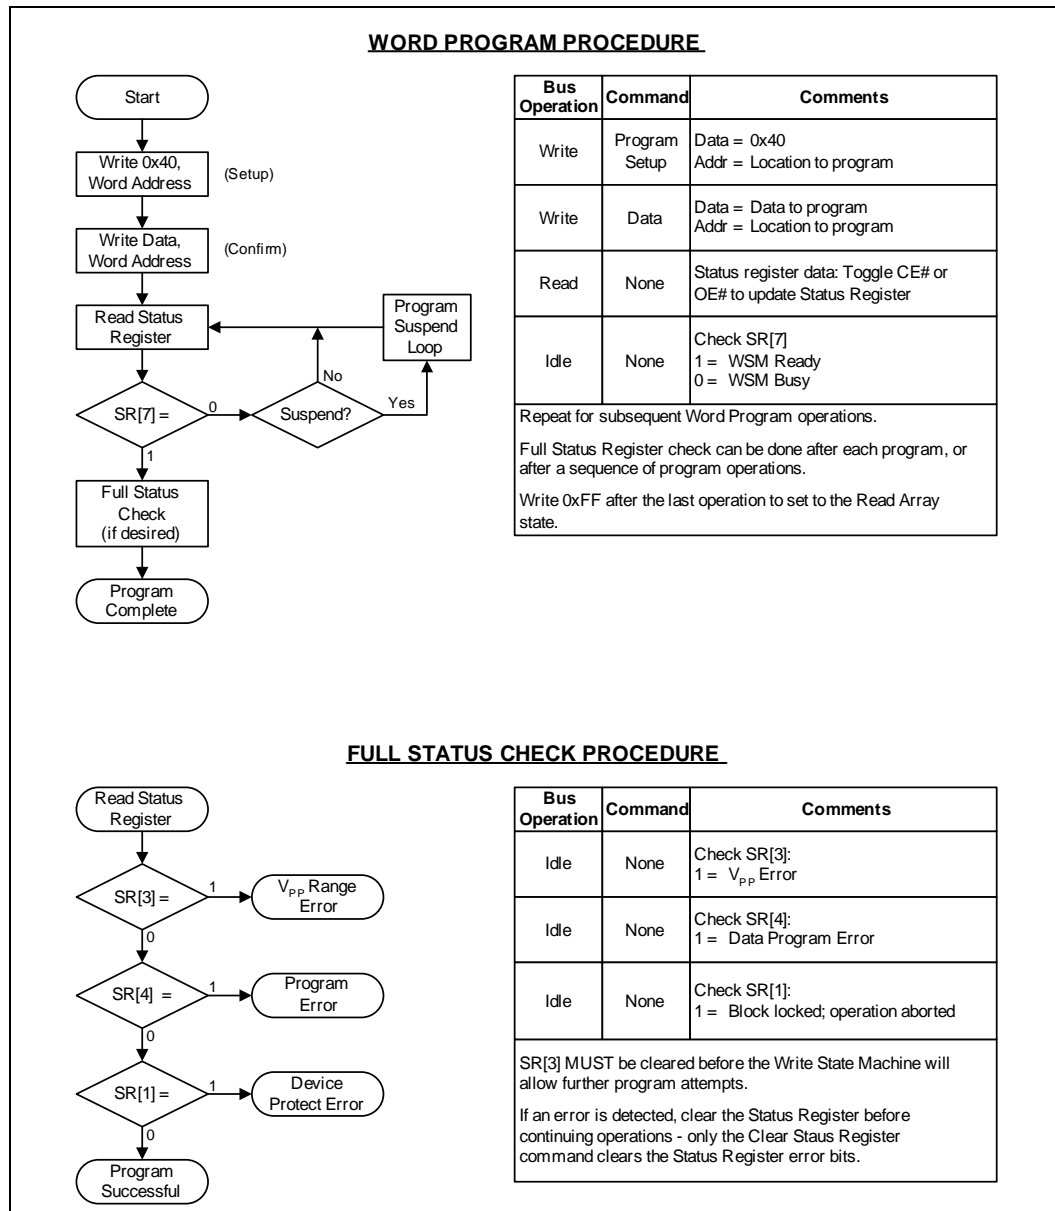 WORD PROGRAM PROCEDURE
Start
Write 0x40,
Word Address
(Setup)
Write Data,
Word Address
(Confirm)
Read Status
Register
Program
Suspend
Loop
No
SR[7] =
0
Suspend?
Yes
1
Full Status
Check
(if desired)
Program
Complete
Bus
Operation
Command
Comments
Write
Program
Setup
Data = 0x40
Addr = Location to program
Write
Data
Data = Data to program
Addr = Location to program
Read
None
Status register data: Toggle CE# or
OE# to update Status Register
Idle
None
Check SR[7]
1 = WSM Ready
0 = WSM Busy
Repeat for subsequent Word Program operations.
Full Status Register check can be done after each program, or
after a sequence of program operations.
Write 0xFF after the last operation to set to the Read Array
state.
FULL STATUS CHECK PROCEDURE
Read Status
Register
SR[3] =
1
VPP Range
Error
0
SR[4] =
1
Program
Error
0
SR[1] =
1
Device
Protect Error
0
Program
Successful
Bus
Operation
Command
Comments
Idle
None
Check SR[3]:
1 = VPP Error
Idle
None
Check SR[4]:
1 = Data Program Error
Idle
None
Check SR[1]:
1 = Block locked; operation aborted
SR[3] MUST be cleared before the Write State Machine will
allow further program attempts.
If an error is detected, clear the Status Register before
continuing operations - only the Clear Staus Register
command clears the Status Register error bits.